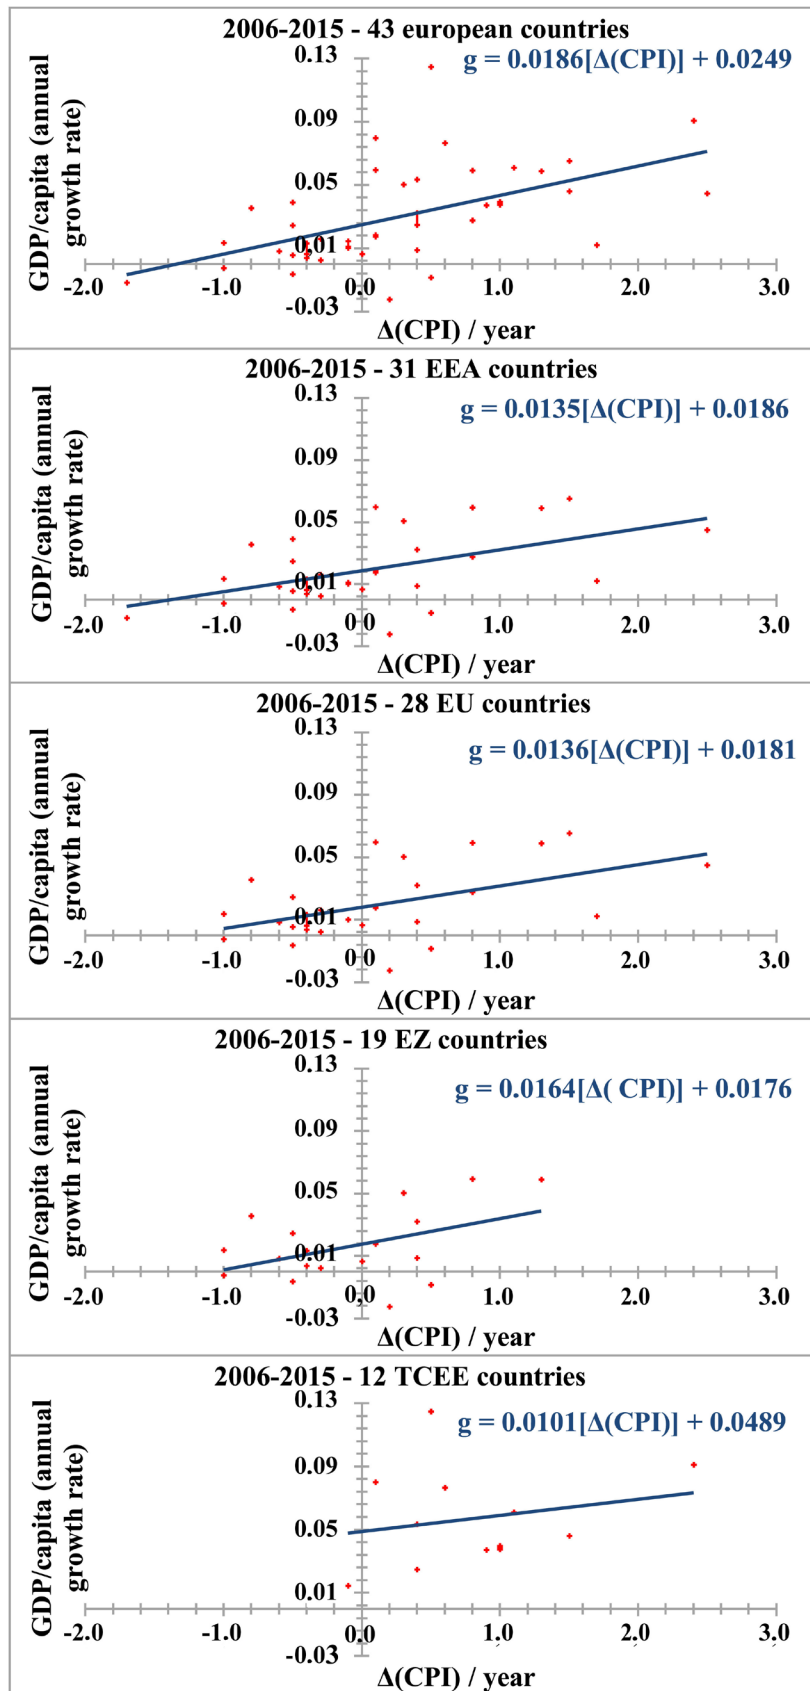 2006-2015 - 43 european countries
g = 0.0186[Δ(CPI)] + 0.0249
GDP/capita (annual
growth rate)
0.13
0.09
0.05
0.01
-0.03
-2.0 -1.0 0.0 1.0 2.0 3.0
Δ(CPI) / year
2006-2015 - 31 EEA countries
g = 0.0135[Δ(CPI)] + 0.0186
GDP/capita (annual
growth rate)
0.13
0.09
0.05
0.01
-0.03
-2.0 -1.0 0.0 1.0 2.0 3.0
Δ(CPI) / year
2006-2015 - 28 EU countries
g = 0.0136[Δ(CPI)] + 0.0181
GDP/capita (annual
growth rate)
0.13
0.09
0.05
0.01
-0.03
-2.0 -1.0 0.0 1.0 2.0 3.0
Δ(CPI) / year
2006-2015 - 19 EZ countries
g = 0.0164[Δ( CPI)] + 0.0176
GDP/capita (annual
growth rate)
0.13
0.09
0.05
0.01
-0.03
-2.0 -1.0 0.0 1.0 2.0 3.0
Δ(CPI) / year
2006-2015 - 12 TCEE countries
g = 0.0101[Δ(CPI)] + 0.0489
GDP/capita (annual
growth rate)
0.13
0.09
0.05
0.01
-0.03
-2.0 -1.0 0.0 1.0 2.0 3.0
Δ(CPI) / year